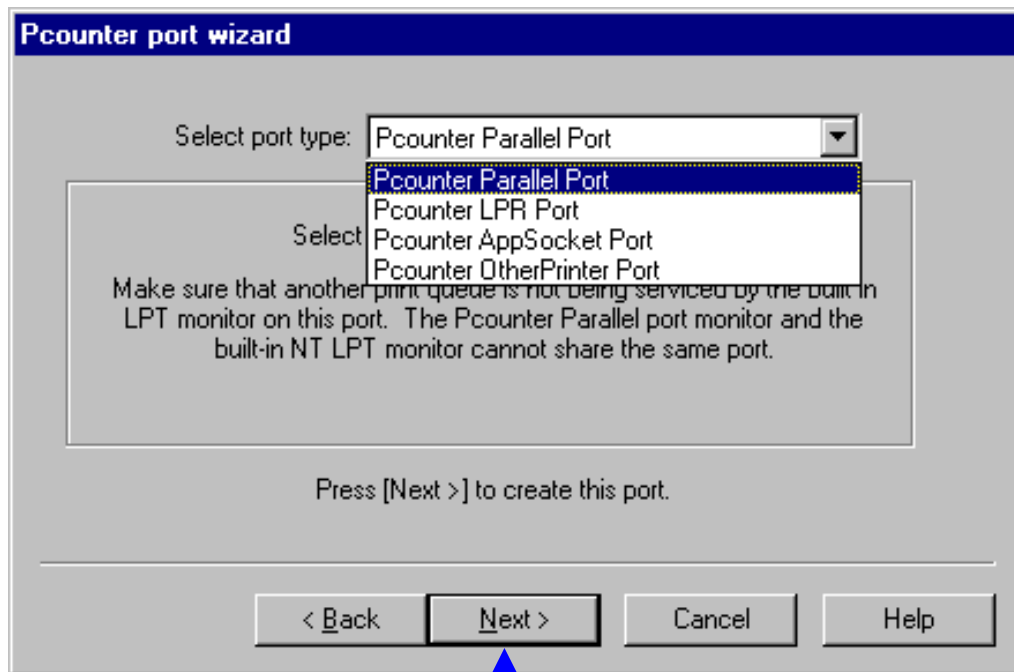 Pcounter port wizard
Select port type:
Pcounter Parallel Port
Pcounter Parallel Port
Pcounter LPR Port
Pcounter AppSocket Port
Pcounter OtherPrinter Port
Select
Make sure that another print queue is not being serviced by the built in
LPT monitor on this port. The Pcounter Parallel port monitor and the
built-in NT LPT monitor cannot share the same port.
Press [Next >] to create this port.
< Back
Next >
Cancel
Help